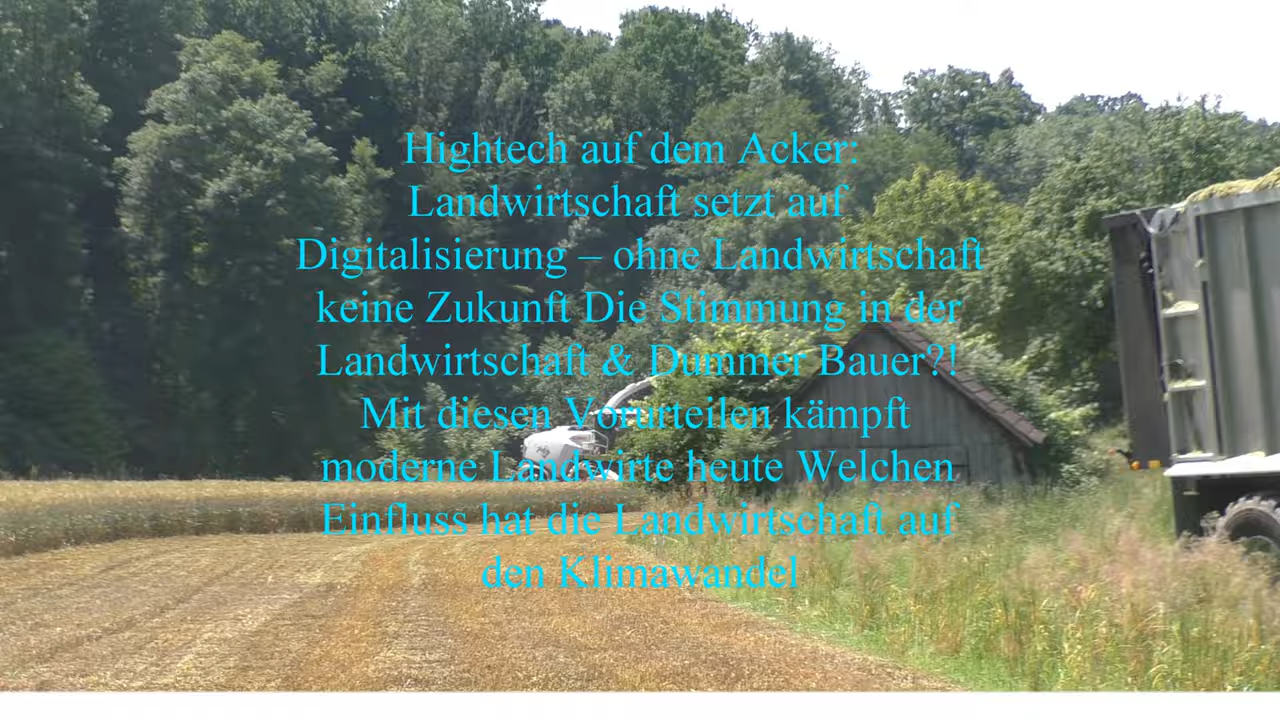 Hightech auf dem Acker:
Landwirtschaft setzt auf
Digitalisierung – ohne Landwirtschaft
keine Zukunft Die Stimmung in der
Landwirtschaft & Dummer Bauer?!
Mit diesen Vorurteilen kämpft
moderne Landwirte heute Welchen
Einfluss hat die Landwirtschaft auf
den Klimawandel